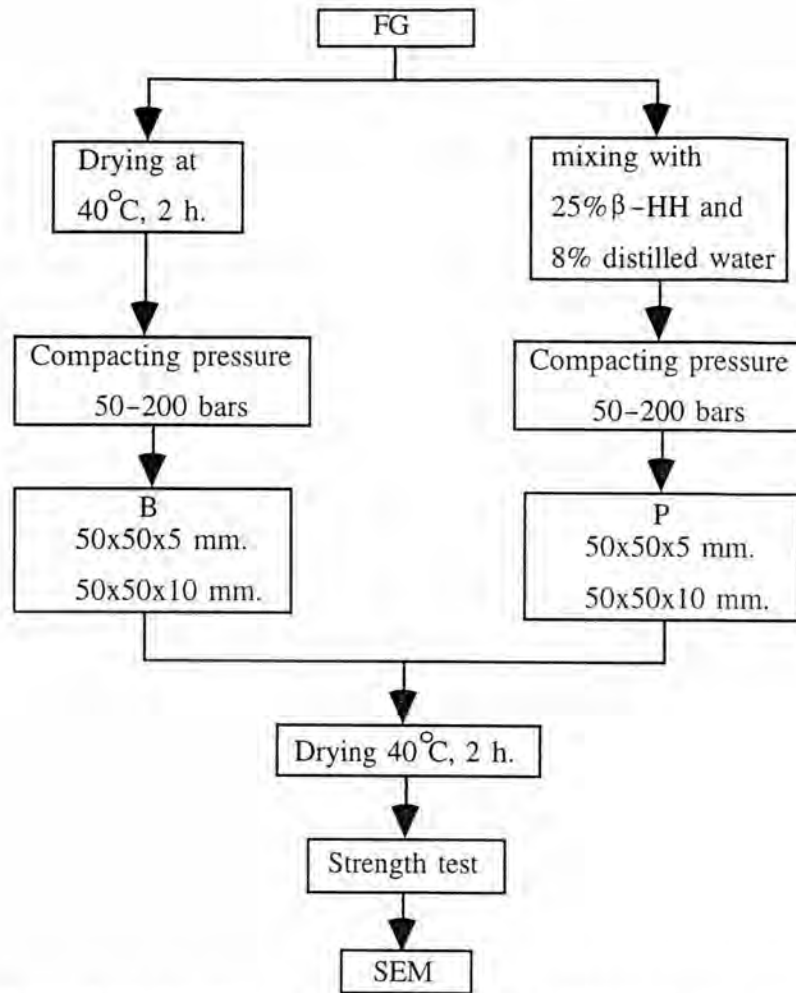 FG
Drying at
40°C, 2 h.
mixing with
25%β-HH and
8% distilled water
Compacting pressure
50-200 bars
Compacting pressure
50-200 bars
B
50x50x5 mm.
50x50x10 mm.
P
50x50x5 mm.
50x50x10 mm.
Drying 40°C, 2 h.
Strength test
SEM